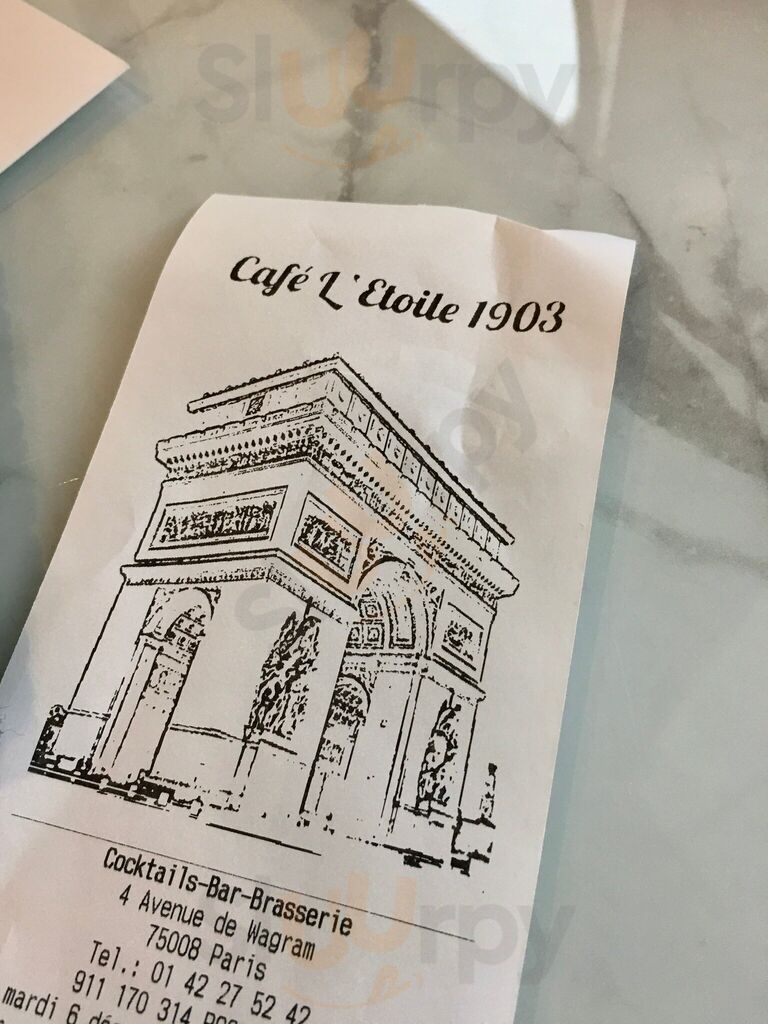 Slurpy
Café L'Etoile 1903
Cocktails-Bar-Brasserie
4 Avenue de Wagram
75008 Paris
Tel.: 01 42 27 52 42
911 170 314
mardi 6